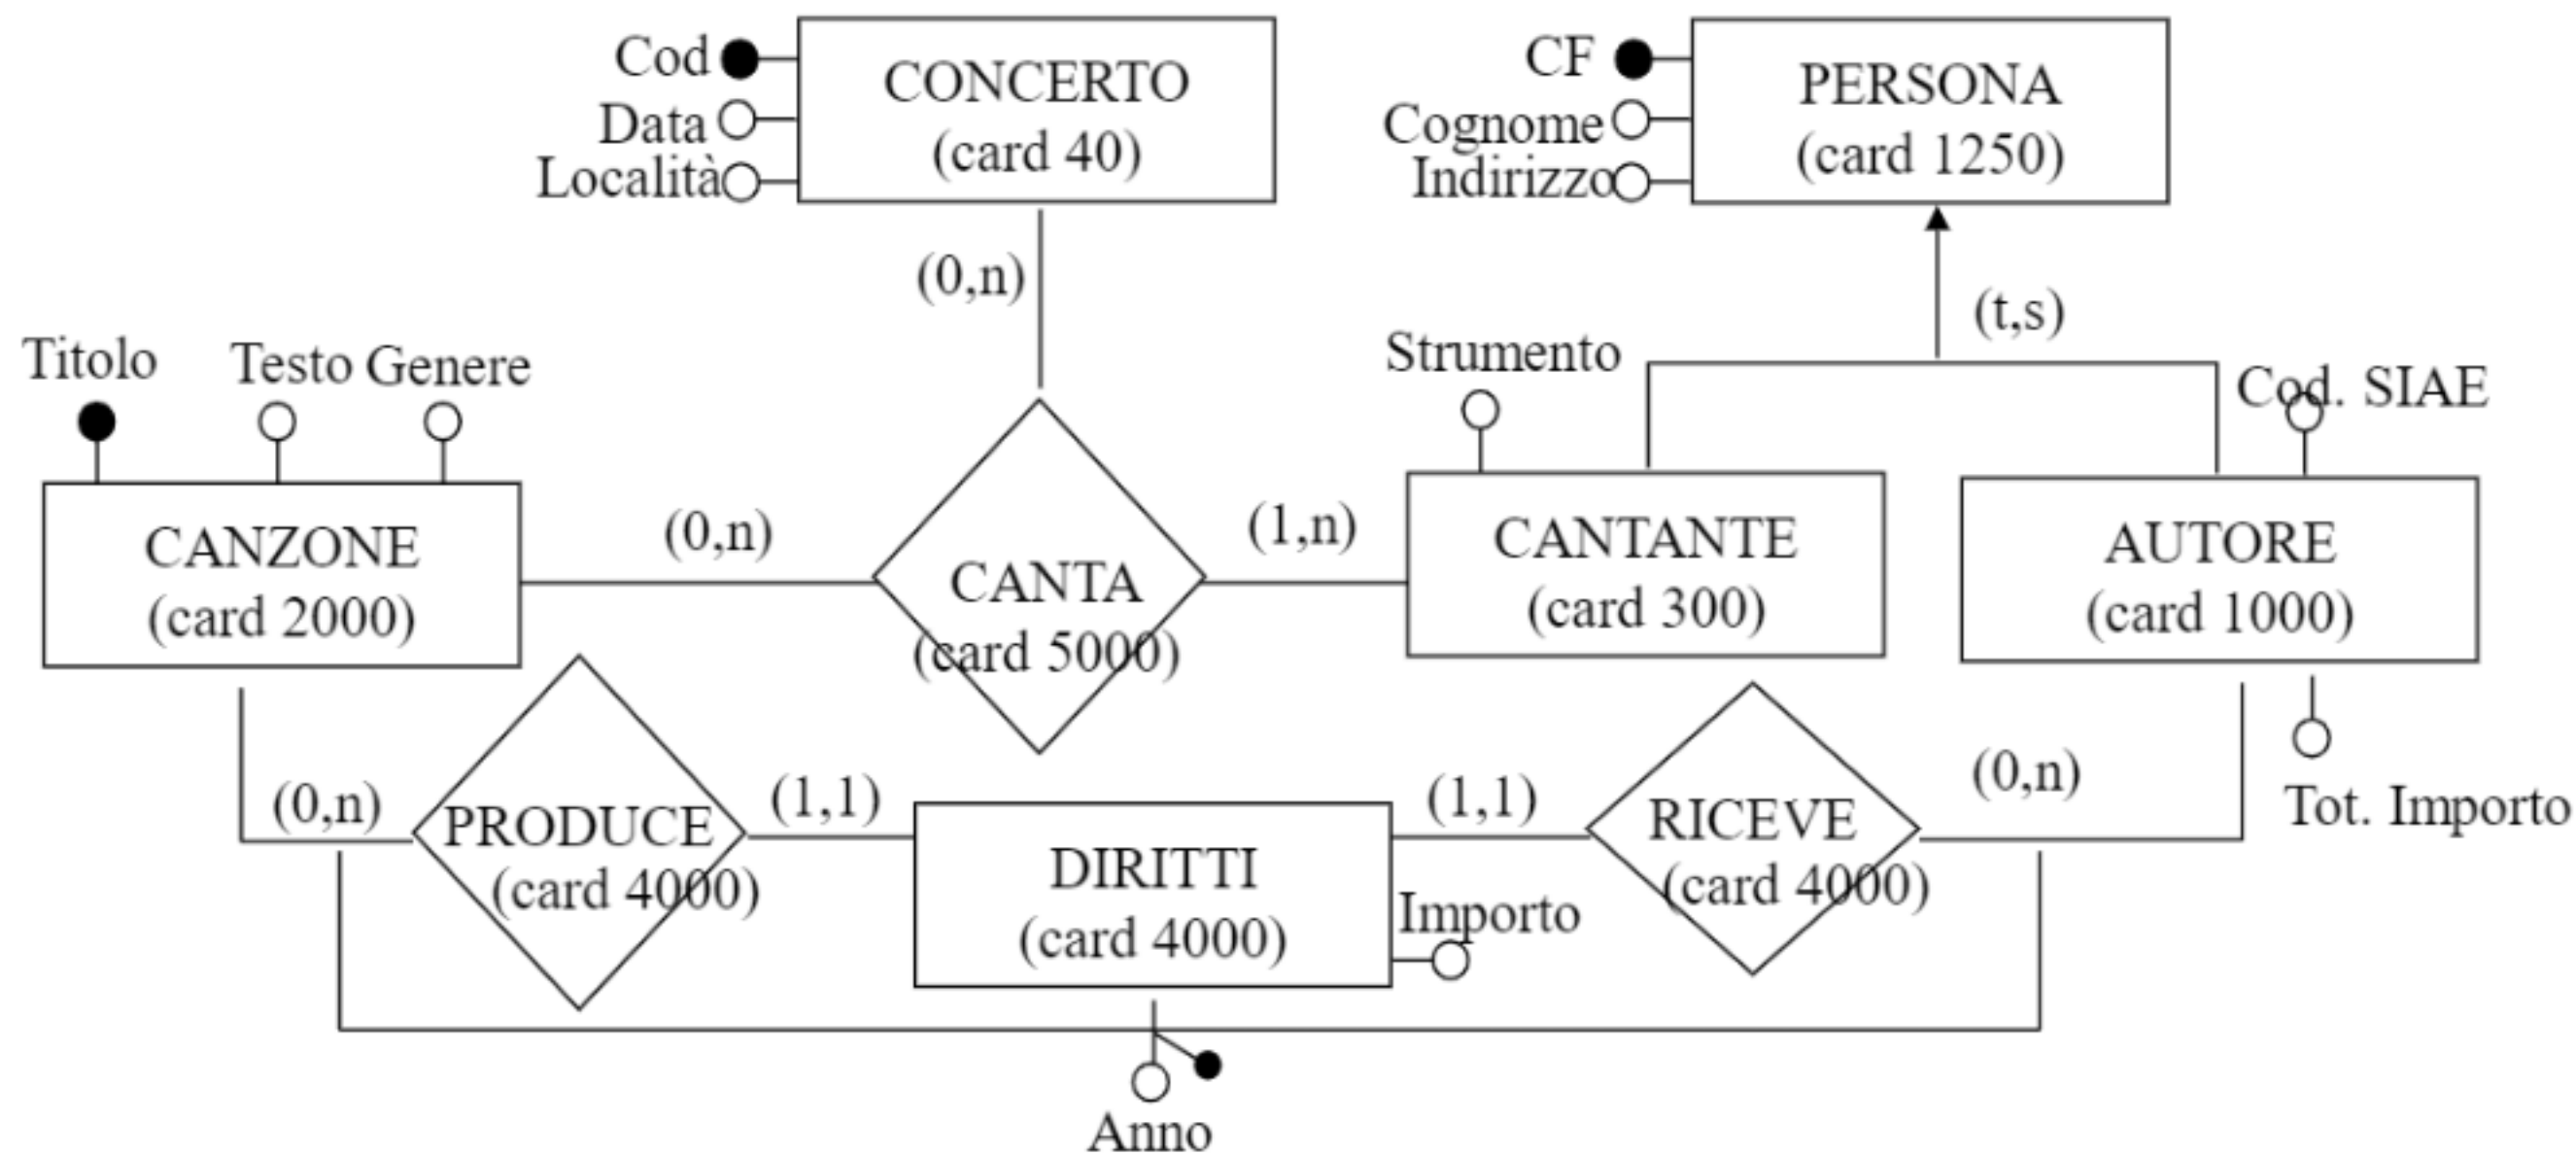 Cod
Data
Località
CONCERTO
(card 40)
CF
Cognome
Indirizzo
PERSONA
(card 1250)
(0,n)
(t,s)
Titolo
Testo
Genere
Strumento
Cod. SIAE
CANZONE
(card 2000)
(0,n)
CANTA
(card 5000)
(1,n)
CANTANTE
(card 300)
AUTORE
(card 1000)
(0,n)
PRODUCE
(card 4000)
(1,1)
DIRITTI
(card 4000)
(1,1)
Importo
RICEVE
(card 4000)
(0,n)
Tot. Importo
Anno